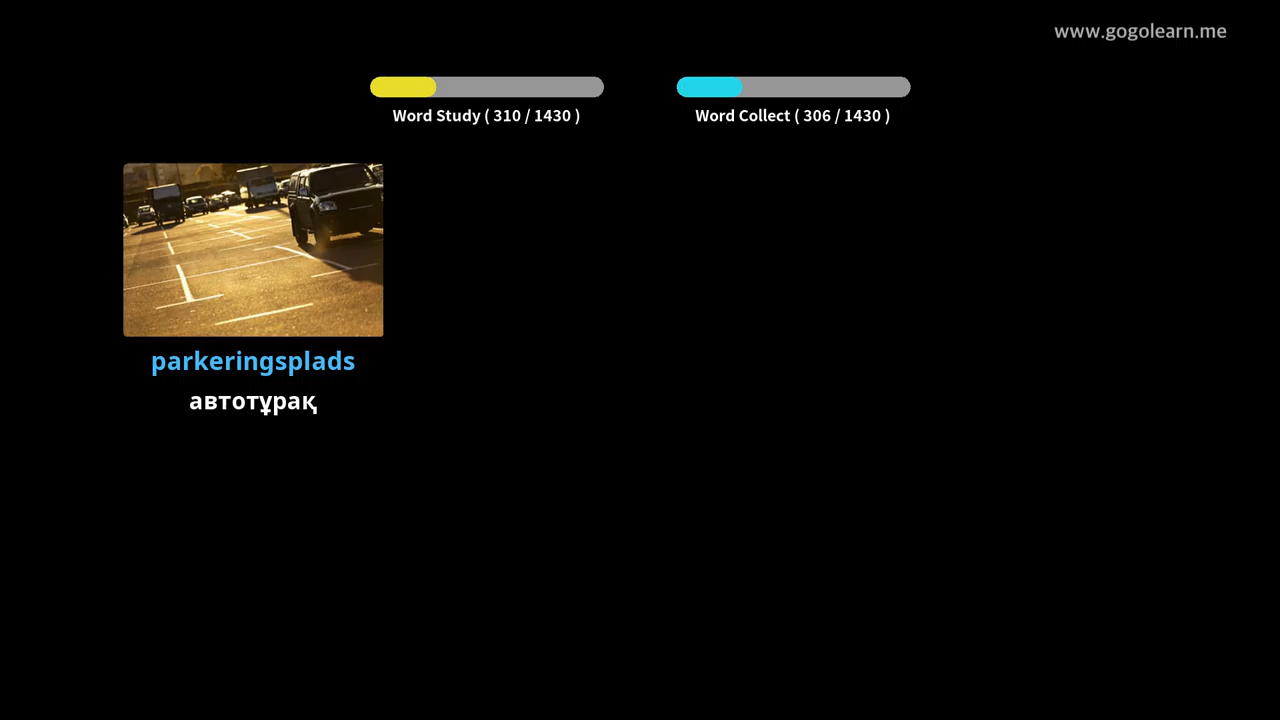 www.gogolearn.me
Word Study ( 310 / 1430 )
Word Collect ( 306 / 1430 )
parkeringsplads
автотұрақ